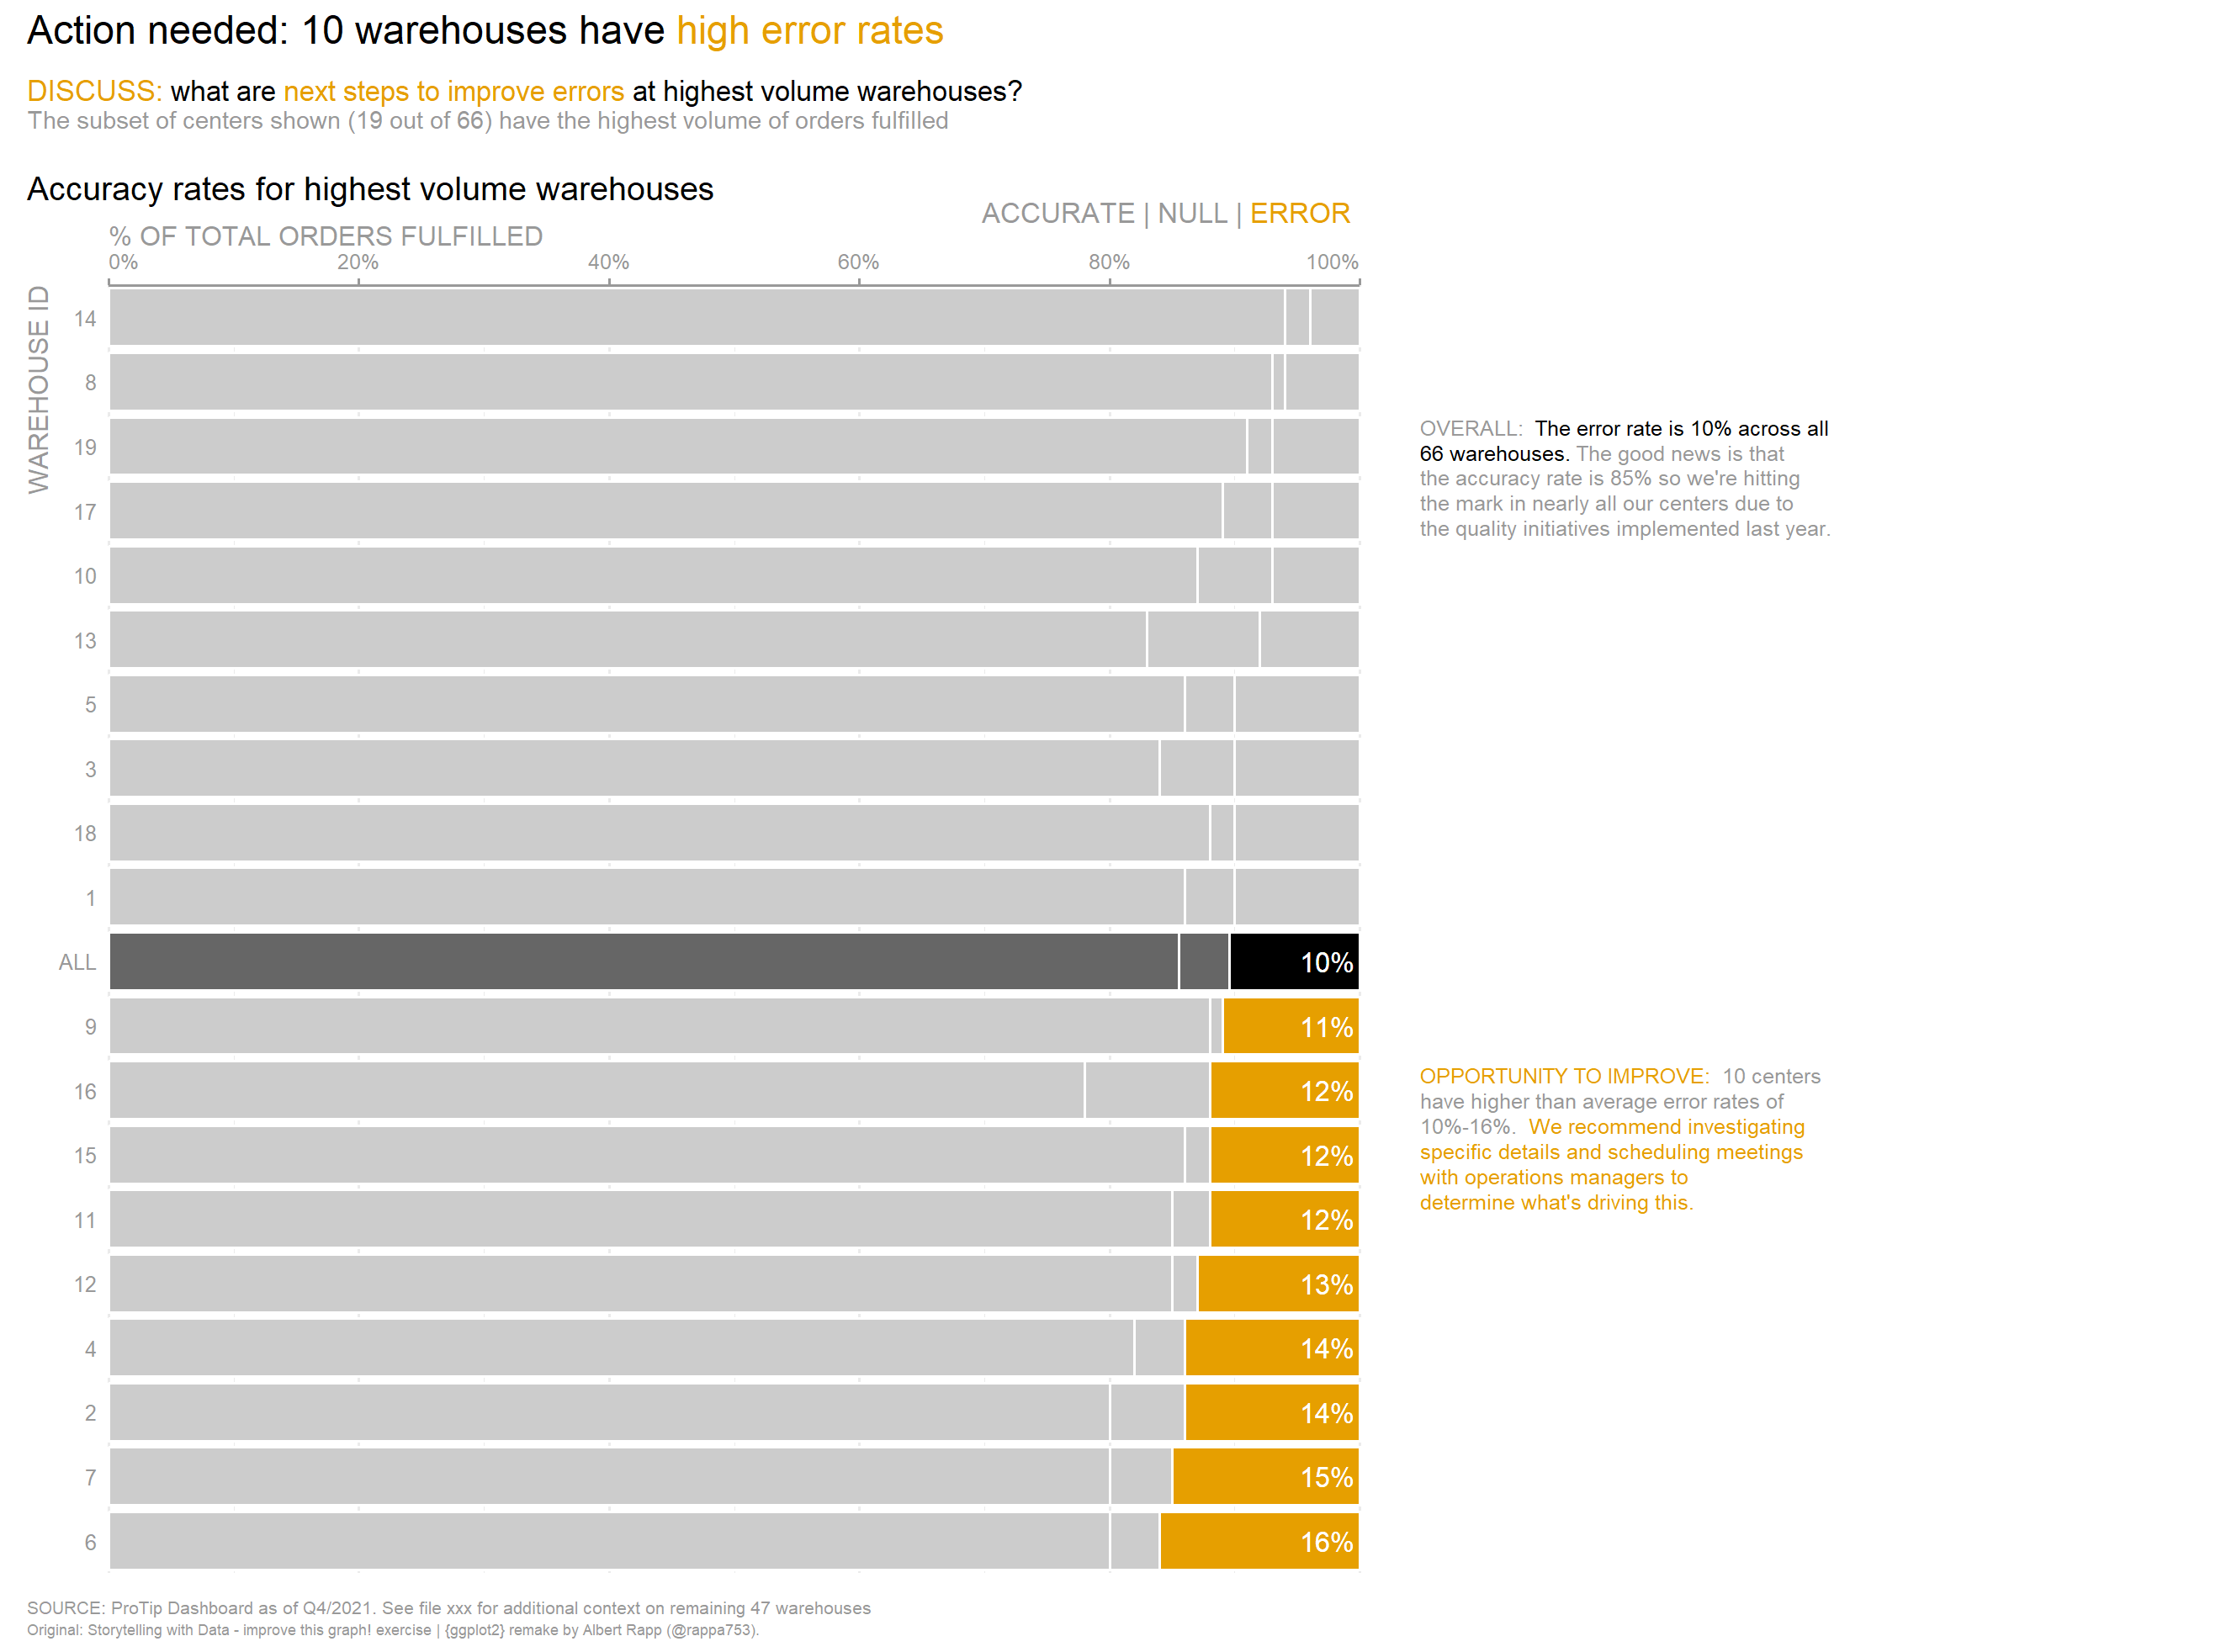 Action needed: 10 warehouses have high error rates
DISCUSS: what are next steps to improve errors at highest volume warehouses?
The subset of centers shown (19 out of 66) have the highest volume of orders fulfilled
Accuracy rates for highest volume warehouses
ACCURATE | NULL | ERROR
% OF TOTAL ORDERS FULFILLED
0% 20% 40% 60% 80% 100%
WAREHOUSE ID
14
8
19
17
10
13
5
3
18
1
ALL 10%
9 11%
16 12%
15 12%
11 12%
12 13%
4 14%
2 14%
7 15%
6 16%
OVERALL: The error rate is 10% across all
66 warehouses. The good news is that
the accuracy rate is 85% so we're hitting
the mark in nearly all our centers due to
the quality initiatives implemented last year.
OPPORTUNITY TO IMPROVE: 10 centers
have higher than average error rates of
10%-16%. We recommend investigating
specific details and scheduling meetings
with operations managers to
determine what's driving this.
SOURCE: ProTip Dashboard as of Q4/2021. See file xxx for additional context on remaining 47 warehouses
Original: Storytelling with Data - improve this graph! exercise | {ggplot2} remake by Albert Rapp (@rappa753).